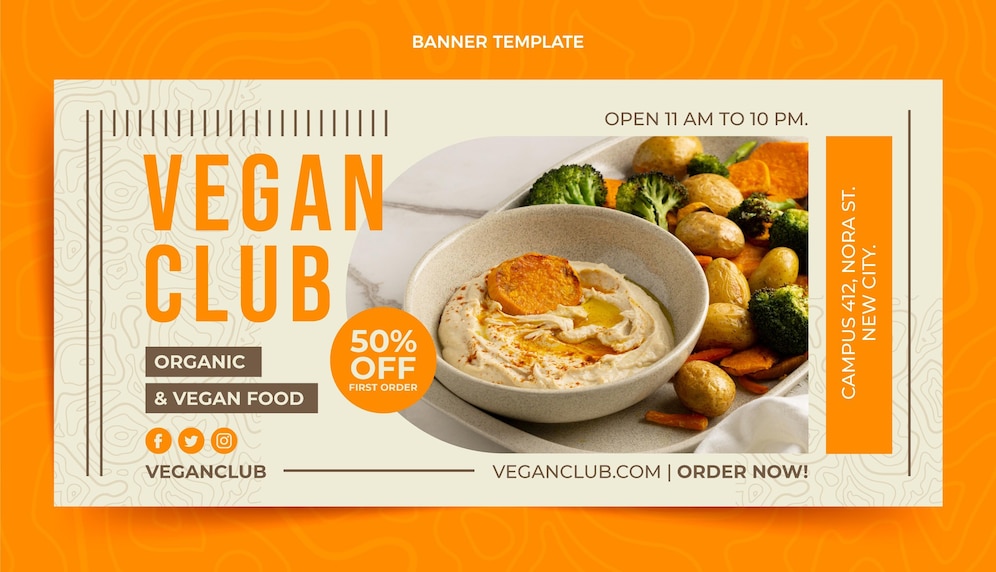 BANNER TEMPLATE
OPEN 11 AM TO 10 PM.
VEGAN
CLUB
50%
OFF
FIRST ORDER
ORGANIC
& VEGAN FOOD
VEGANCLUB
VEGANCLUB.COM | ORDER NOW!
CAMPUS 412, NORA ST.
NEW CITY.